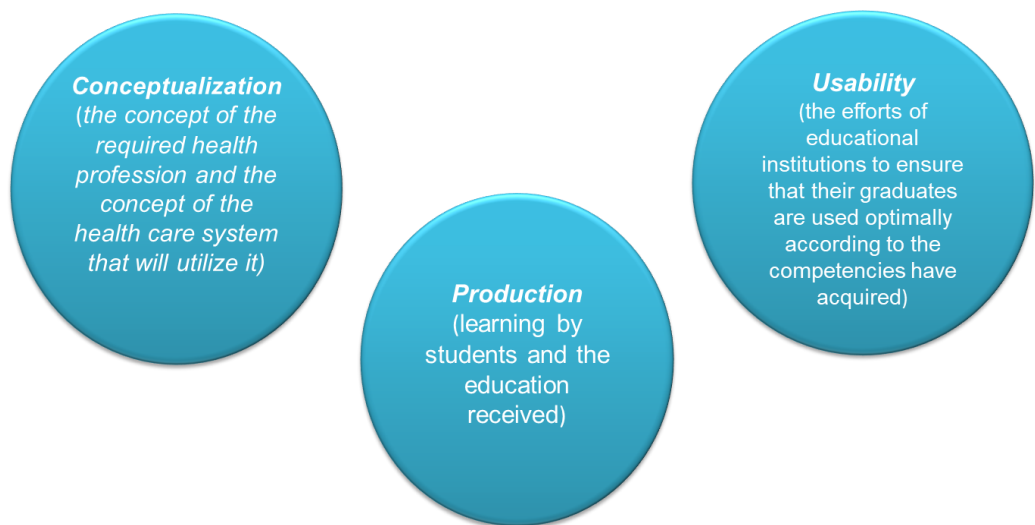 Conceptualization
(the concept of the
required health
profession and the
concept of the
health care system
that will utilize it)
Production
(learning by
students and the
education
received)
Usability
(the efforts of
educational
institutions to ensure
that their graduates
are used optimally
according to the
competencies have
acquired)